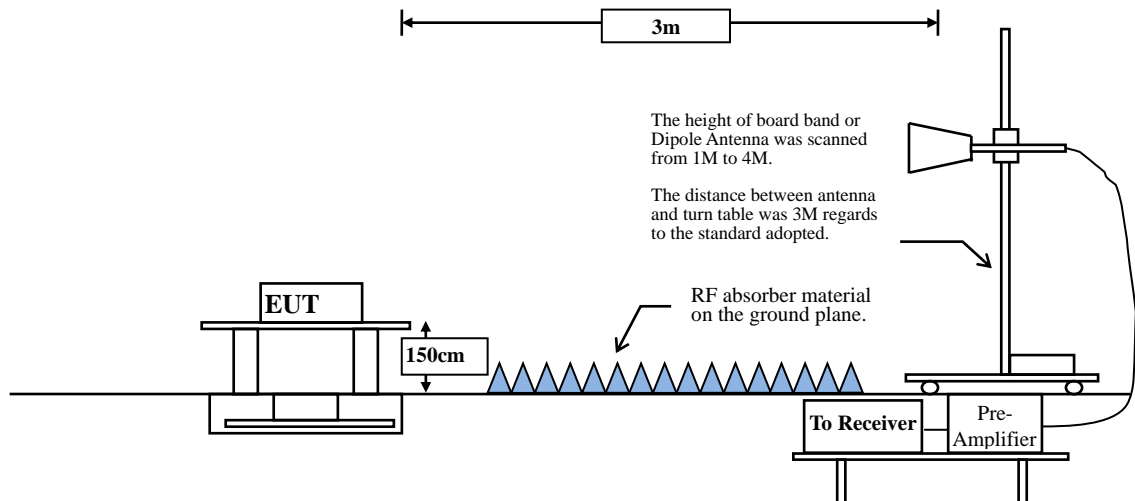 3m
The height of board band or
Dipole Antenna was scanned
from 1M to 4M.
The distance between antenna
and turn table was 3M regards
to the standard adopted.
EUT
RF absorber material
on the ground plane.
150cm
To Receiver
Pre-
Amplifier